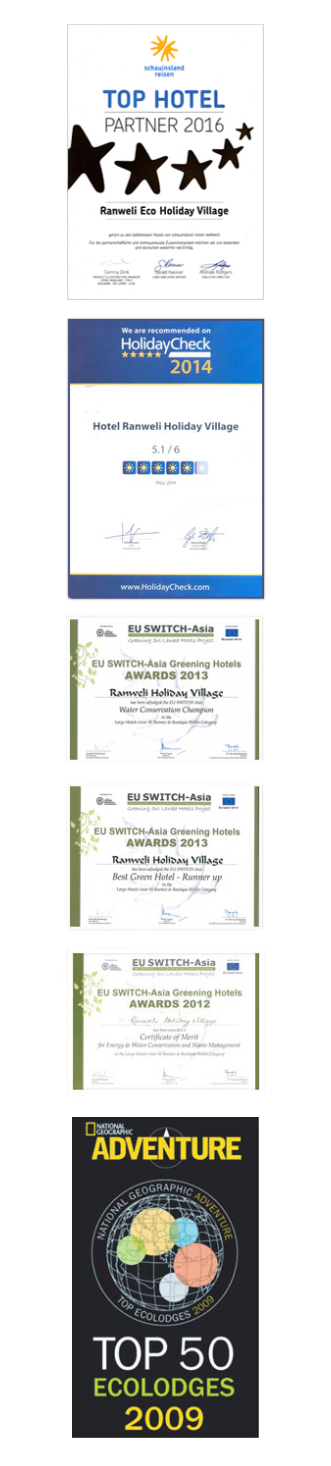 schauinsland
reisen
TOP HOTEL
PARTNER 2016
Ranweli Eco Holiday Village
gehört zu den beliebtesten Hotels von schauinsland reisen weltweit.
Für die partnerschaftliche und vertrauensvolle Zusammenarbeit möchten wir uns bedanken
und wünschen weiterhin viel Erfolg.
Corinna Zenk
Gerald Kassner
Andreas Rüttgers
We are recommended on
HolidayCheck
2014
Hotel Ranweli Holiday Village
5.1 / 6
May, 2014
www.HolidayCheck.com
EU SWITCH-Asia
Greening Sri Lanka Hotels Project
EU SWITCH-Asia Greening Hotels
AWARDS 2013
Ranweli Holiday Village
has been adjudged the EU SWITCH-Asia
Water Conservation Champion
in the
Large Hotels (over 50 Rooms) & Boutique Hotels Category
EU SWITCH-Asia
Greening Sri Lanka Hotels Project
EU SWITCH-Asia Greening Hotels
AWARDS 2013
Ranweli Holiday Village
has been adjudged the EU SWITCH-Asia
Best Green Hotel - Runner up
in the
Large Hotels (over 50 Rooms) & Boutique Hotels Category
EU SWITCH-Asia
Greening Sri Lanka Hotels Project
EU SWITCH-Asia Greening Hotels
AWARDS 2012
Ranweli Holiday Village
has been awarded a
Certificate of Merit
for Energy & Water Conservation and Waste Management
in the Large Hotels (over 50 Rooms) & Boutique Hotels Category
NATIONAL
GEOGRAPHIC
ADVENTURE
NATIONAL GEOGRAPHIC ADVENTURE
TOP ECOLODGES 2009
TOP 50
ECOLODGES
2009